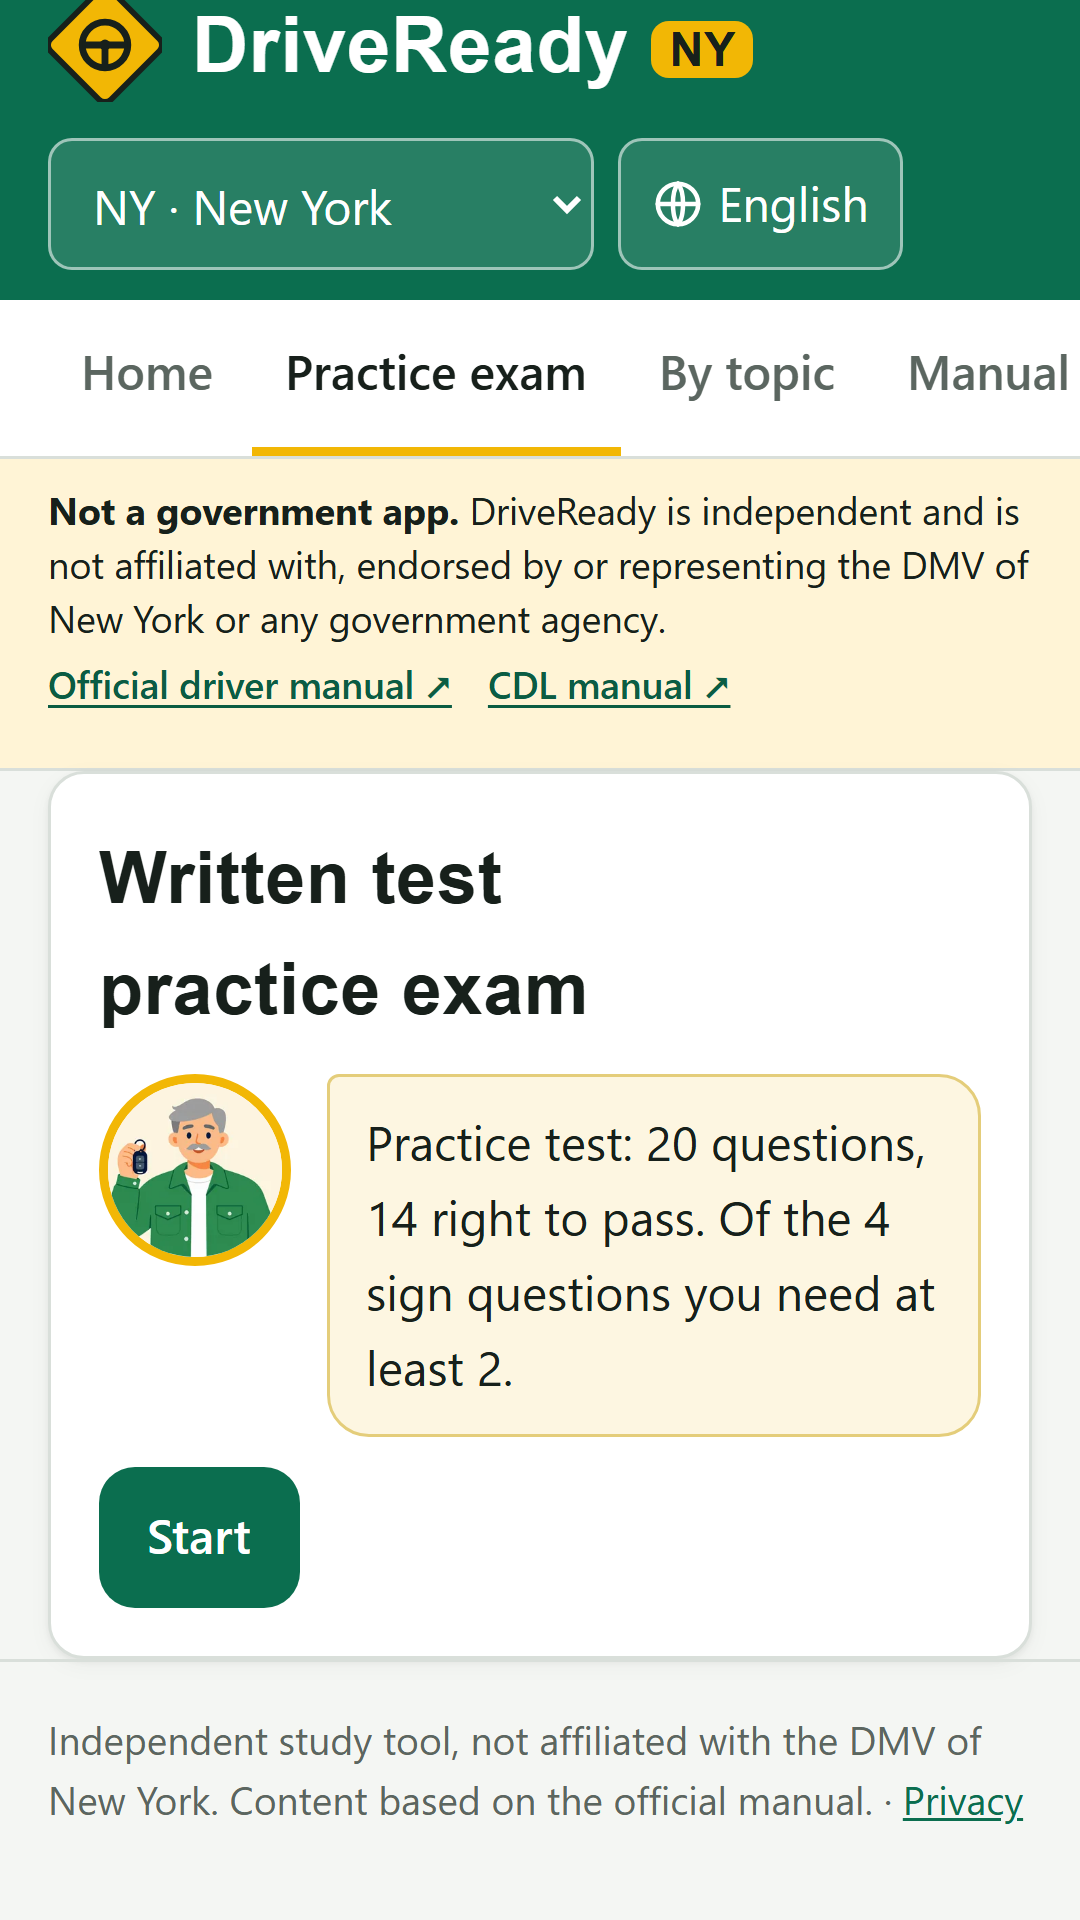 DriveReady NY
NY · New York
English
Home Practice exam By topic Manual
Not a government app. DriveReady is independent and is
not affiliated with, endorsed by or representing the DMV of
New York or any government agency.
Official driver manual ↗ CDL manual ↗
Written test
practice exam
Practice test: 20 questions,
14 right to pass. Of the 4
sign questions you need at
least 2.
Start
Independent study tool, not affiliated with the DMV of
New York. Content based on the official manual. · Privacy